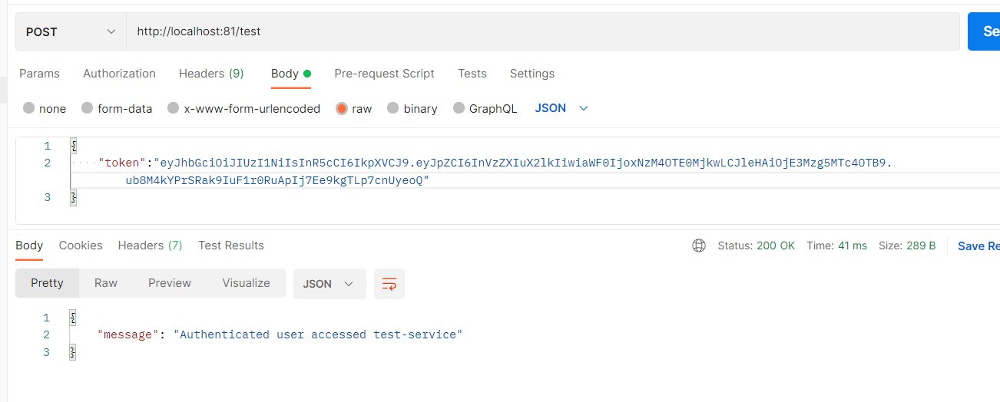 POST http://localhost:81/test Se
Params Authorization Headers (9) Body Pre-request Script Tests Settings
none form-data x-www-form-urlencoded raw binary GraphQL JSON
1 {
2 "token":"eyJhbGciOiJIUzI1NiIsInR5cCI6IkpXVCJ9.eyJpZCI6InVzZXIuX2lkIiwiaWF0IjoxNzM4OTE0MjkwLCJleHAiOjE3Mzg5MTc4OTB9.
ub8M4kYPrSRak9IuF1r0RuApIj7Ee9kgTLp7cnUyeoQ"
3 }
Body Cookies Headers (7) Test Results Status: 200 OK Time: 41 ms Size: 289 B Save Re
Pretty Raw Preview Visualize JSON
1 {
2 "message": "Authenticated user accessed test-service"
3 }